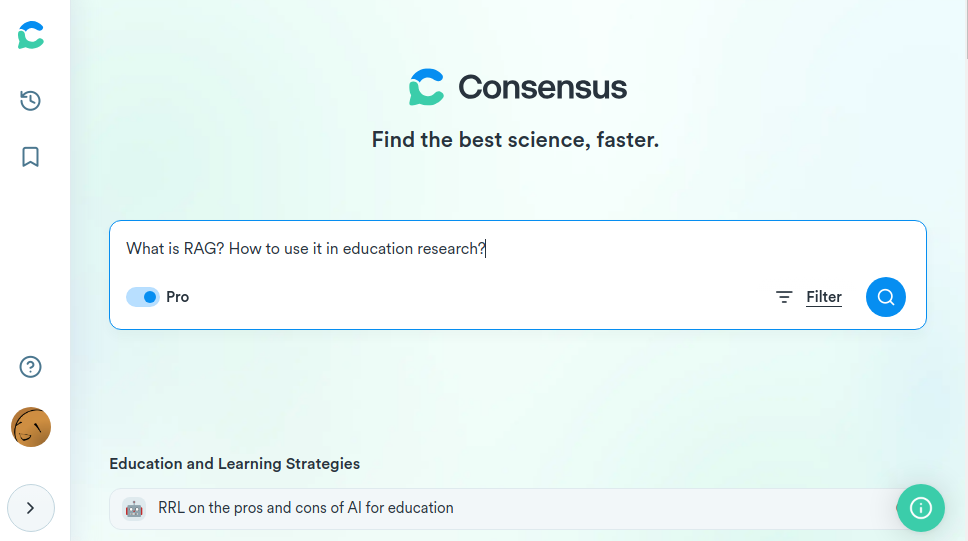 Consensus
Find the best science, faster.
What is RAG? How to use it in education research?
Pro
Filter
Education and Learning Strategies
RRL on the pros and cons of AI for education